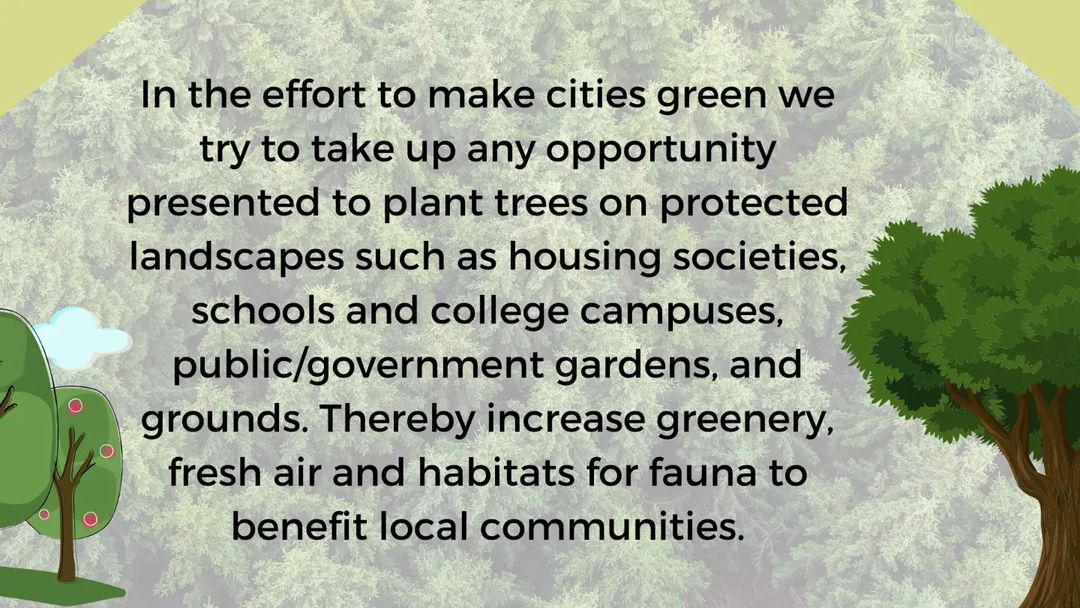 In the effort to make cities green we
try to take up any opportunity
presented to plant trees on protected
landscapes such as housing societies,
schools and college campuses,
public/government gardens, and
grounds. Thereby increase greenery,
fresh air and habitats for fauna to
benefit local communities.